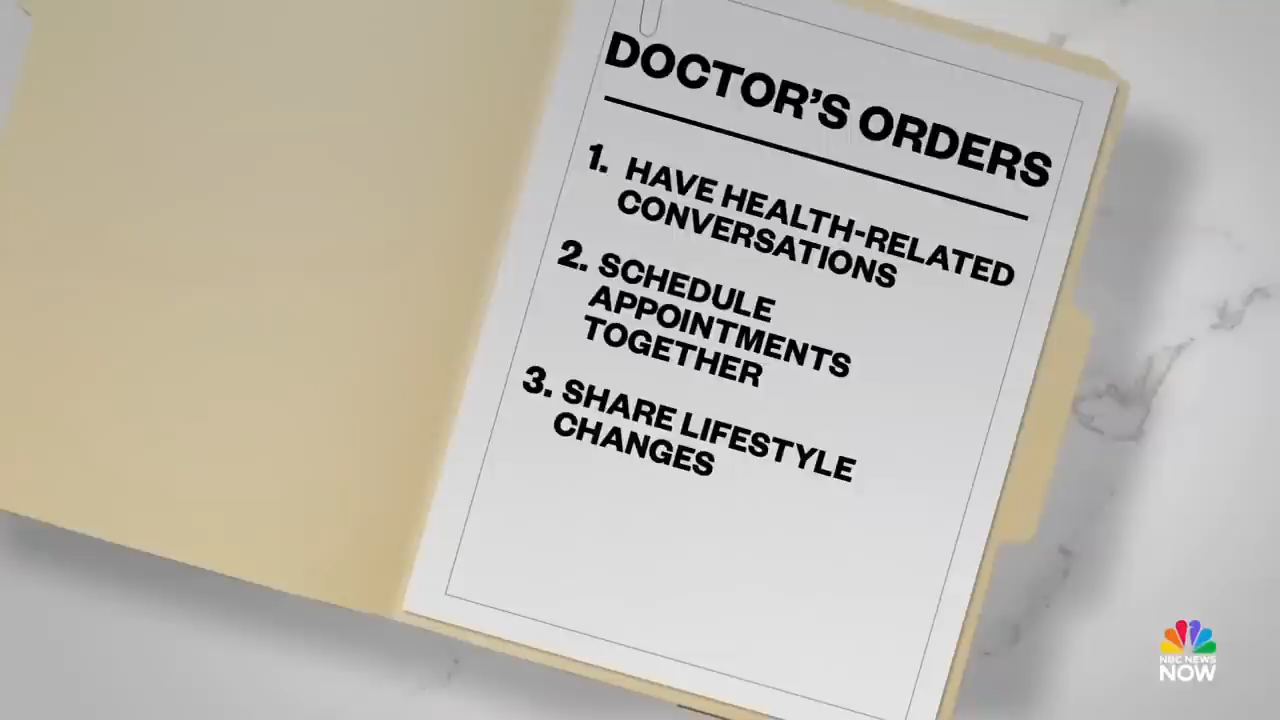 DOCTOR'S ORDERS
1. HAVE HEALTH-RELATED
CONVERSATIONS
2. SCHEDULE
APPOINTMENTS
TOGETHER
3. SHARE LIFESTYLE
CHANGES
NBC NEWS
NOW